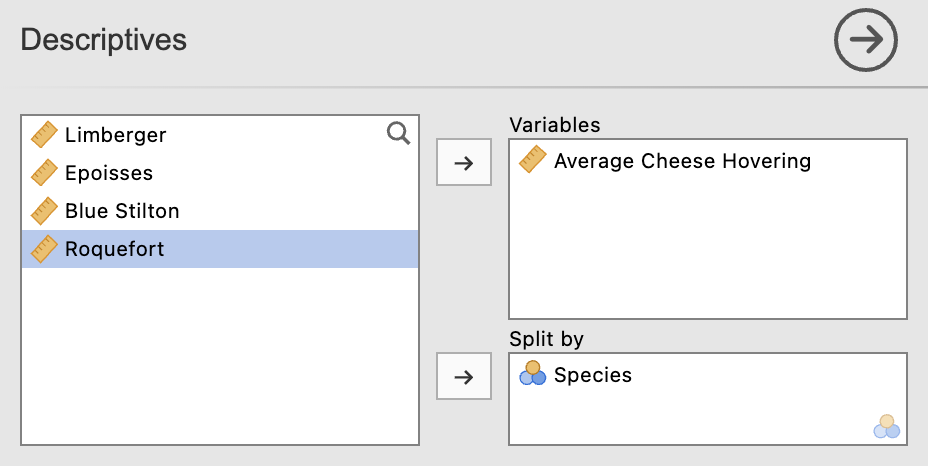 Descriptives
Limberger
Epoisses
Blue Stilton
Roquefort
Variables
Average Cheese Hovering
Split by
Species